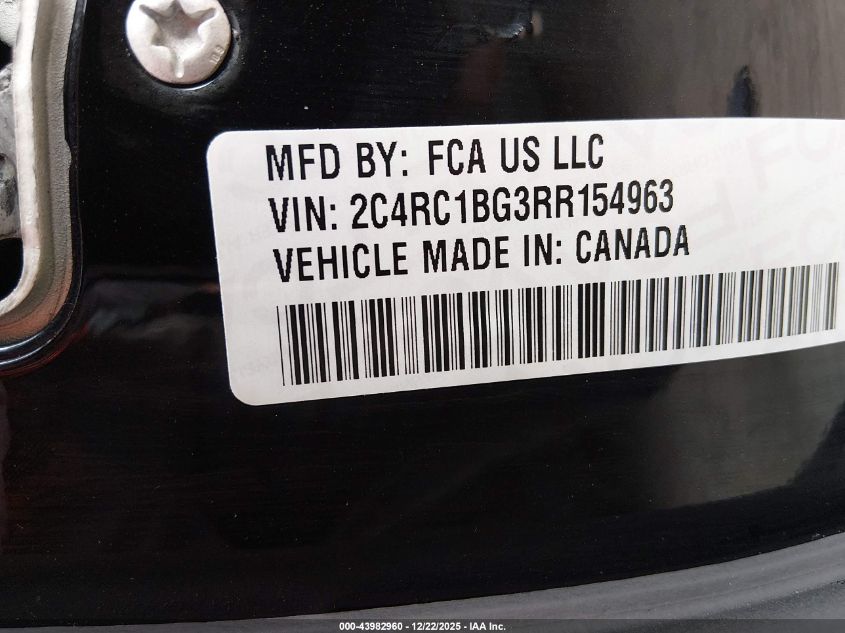 MFD BY: FCA US LLC
VIN: 2C4RC1BG3RR154963
VEHICLE MADE IN: CANADA
000-43982960 - 12/22/2025 - IAA Inc.